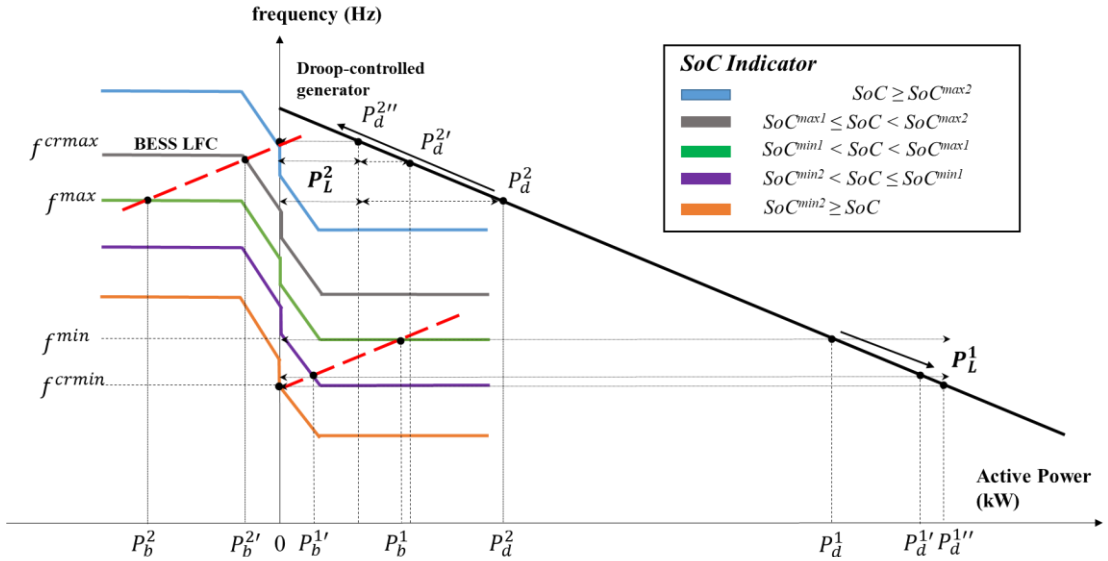 frequency (Hz)
Droop-controlled
generator
SoC Indicator
SoC ≥ SoC^{max2}
SoC^{max1} ≤ SoC < SoC^{max2}
SoC^{min1} < SoC < SoC^{max1}
SoC^{min2} < SoC ≤ SoC^{min1}
SoC^{min2} ≥ SoC
P_d^{2''}
P_d^{2'}
P_d^2
f^{crmax}
BESS LFC
P_L^2
f^{max}
f^{min}
P_L^1
f^{crmin}
Active Power
(kW)
P_b^2
P_b^{2'}
0
P_b^{1'}
P_b^1
P_d^2
P_d^1
P_d^{1'}
P_d^{1''}